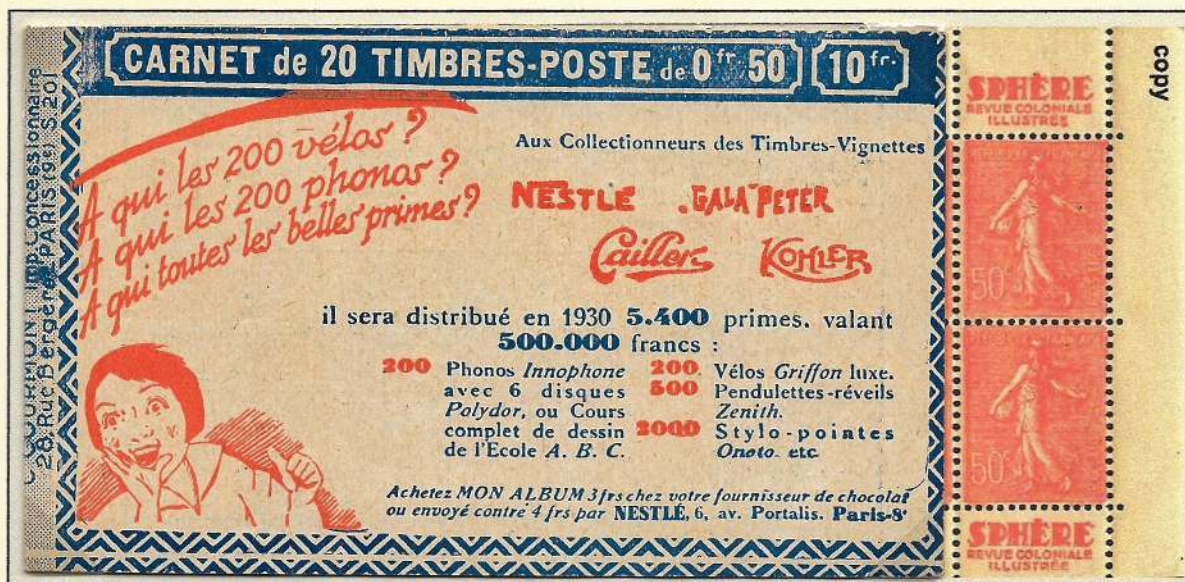 CARNET de 20 TIMBRES-POSTE de 0fr.50 10fr.
A qui les 200 vélos ?
A qui les 200 phonos ?
A qui toutes les belles primes ?
Aux Collectionneurs des Timbres-Vignettes
NESTLE GALA PETER
Cailler KOHLER
il sera distribué en 1930 5.400 primes. valant
500.000 francs :
200 Phonos Innophone
avec 6 disques
Polydor, ou Cours
complet de dessin
de l'Ecole A. B. C.
200. Vélos Griffon luxe.
500 Pendulettes-réveils
Zenith.
2000 Stylo-pointes
Onoto. etc
Achetez MON ALBUM 3frs chez votre fournisseur de chocolat
ou envoyé contre 4 frs par NESTLÉ, 6, av. Portalis. Paris-8e
28 Rue Bergère PARIS (9e) S. 201
SPHÈRE
REVUE COLONIALE
ILLUSTRÉE
50c
50c
SPHÈRE
REVUE COLONIALE
ILLUSTRÉE
copy